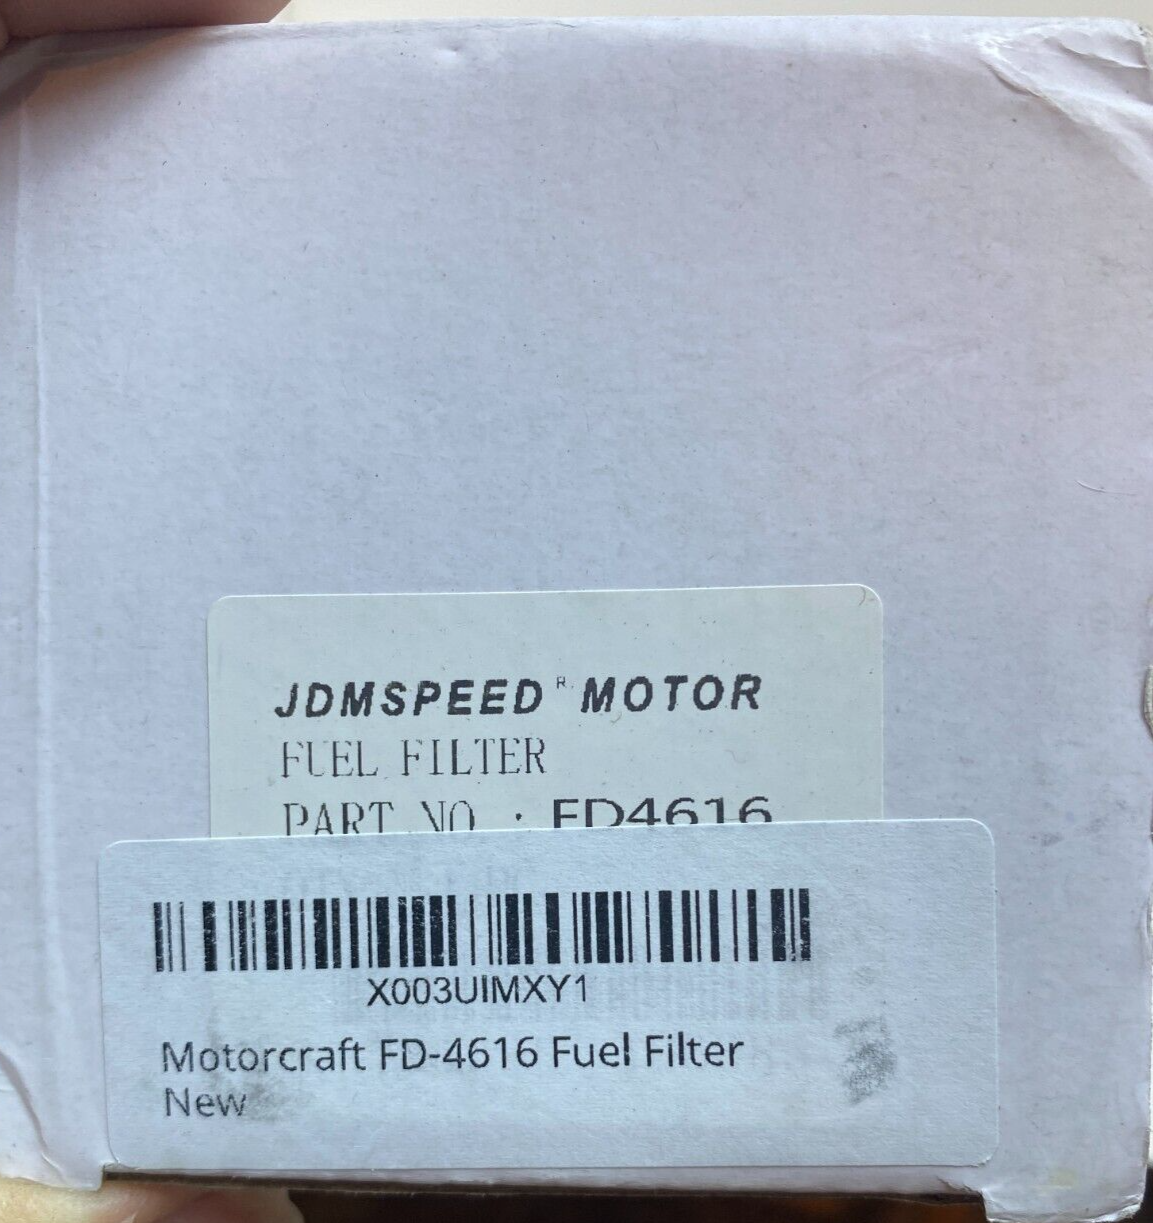 JDMSPEED R MOTOR
FUEL FILTER
PART NO : FD4616
X003UIMXY1
Motorcraft FD-4616 Fuel Filter
New